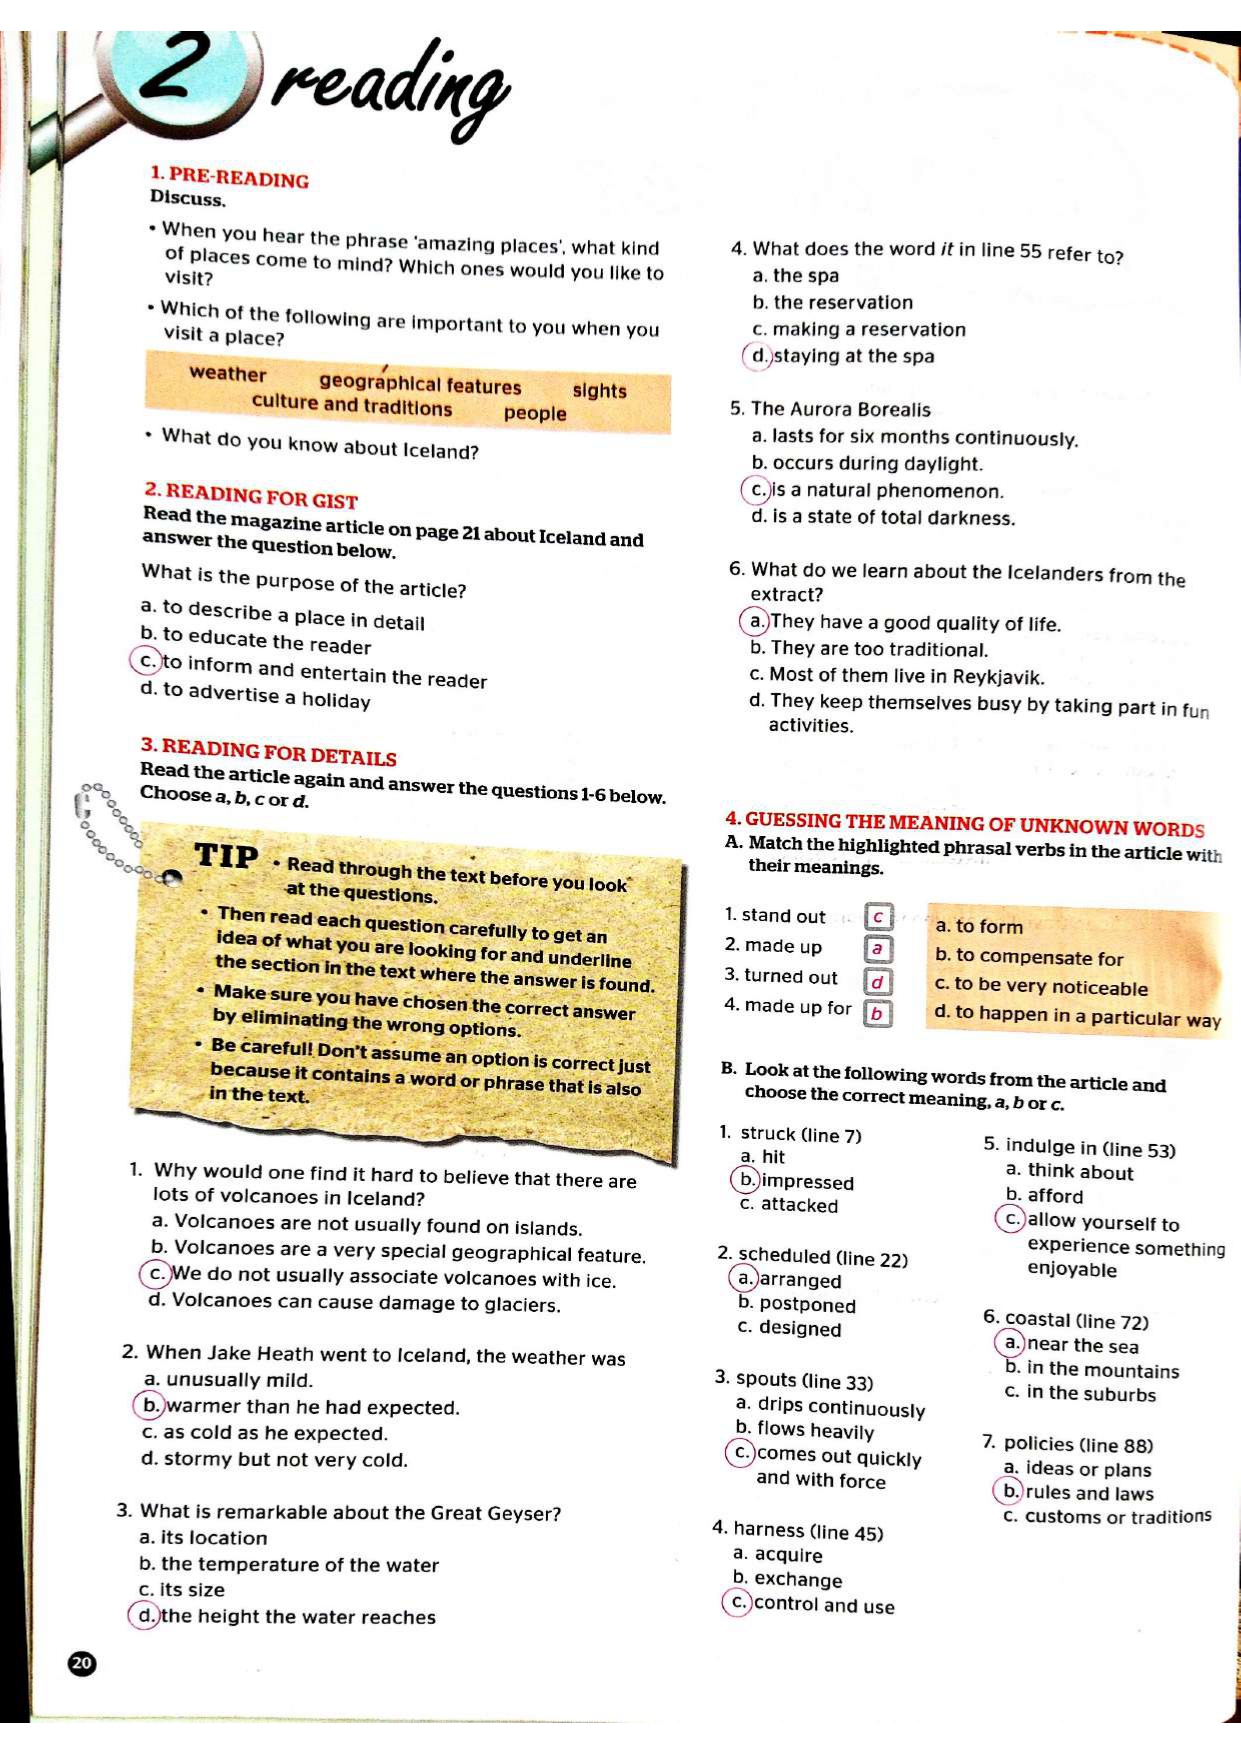 2 reading
1. PRE-READING
Discuss.
• When you hear the phrase 'amazing places', what kind
of places come to mind? Which ones would you like to
visit?
• Which of the following are important to you when you
visit a place?
weather geographical features sights
culture and traditions people
• What do you know about Iceland?
2. READING FOR GIST
Read the magazine article on page 21 about Iceland and
answer the question below.
What is the purpose of the article?
a. to describe a place in detail
b. to educate the reader
c. to inform and entertain the reader
d. to advertise a holiday
3. READING FOR DETAILS
Read the article again and answer the questions 1-6 below.
Choose a, b, c or d.
TIP • Read through the text before you look
at the questions.
• Then read each question carefully to get an
idea of what you are looking for and underline
the section in the text where the answer is found.
• Make sure you have chosen the correct answer
by eliminating the wrong options.
• Be careful! Don't assume an option is correct just
because it contains a word or phrase that is also
in the text.
1. Why would one find it hard to believe that there are
lots of volcanoes in Iceland?
a. Volcanoes are not usually found on islands.
b. Volcanoes are a very special geographical feature.
c. We do not usually associate volcanoes with ice.
d. Volcanoes can cause damage to glaciers.
2. When Jake Heath went to Iceland, the weather was
a. unusually mild.
b. warmer than he had expected.
c. as cold as he expected.
d. stormy but not very cold.
3. What is remarkable about the Great Geyser?
a. its location
b. the temperature of the water
c. its size
d. the height the water reaches
20
4. What does the word it in line 55 refer to?
a. the spa
b. the reservation
c. making a reservation
d. staying at the spa
5. The Aurora Borealis
a. lasts for six months continuously.
b. occurs during daylight.
c. is a natural phenomenon.
d. is a state of total darkness.
6. What do we learn about the Icelanders from the
extract?
a. They have a good quality of life.
b. They are too traditional.
c. Most of them live in Reykjavik.
d. They keep themselves busy by taking part in fun
activities.
4. GUESSING THE MEANING OF UNKNOWN WORDS
A. Match the highlighted phrasal verbs in the article with
their meanings.
1. stand out c
2. made up a
3. turned out d
4. made up for b
a. to form
b. to compensate for
c. to be very noticeable
d. to happen in a particular way
B. Look at the following words from the article and
choose the correct meaning, a, b or c.
1. struck (line 7)
a. hit
b. impressed
c. attacked
2. scheduled (line 22)
a. arranged
b. postponed
c. designed
3. spouts (line 33)
a. drips continuously
b. flows heavily
c. comes out quickly
and with force
4. harness (line 45)
a. acquire
b. exchange
c. control and use
5. indulge in (line 53)
a. think about
b. afford
c. allow yourself to
experience something
enjoyable
6. coastal (line 72)
a. near the sea
b. in the mountains
c. in the suburbs
7. policies (line 88)
a. ideas or plans
b. rules and laws
c. customs or traditions